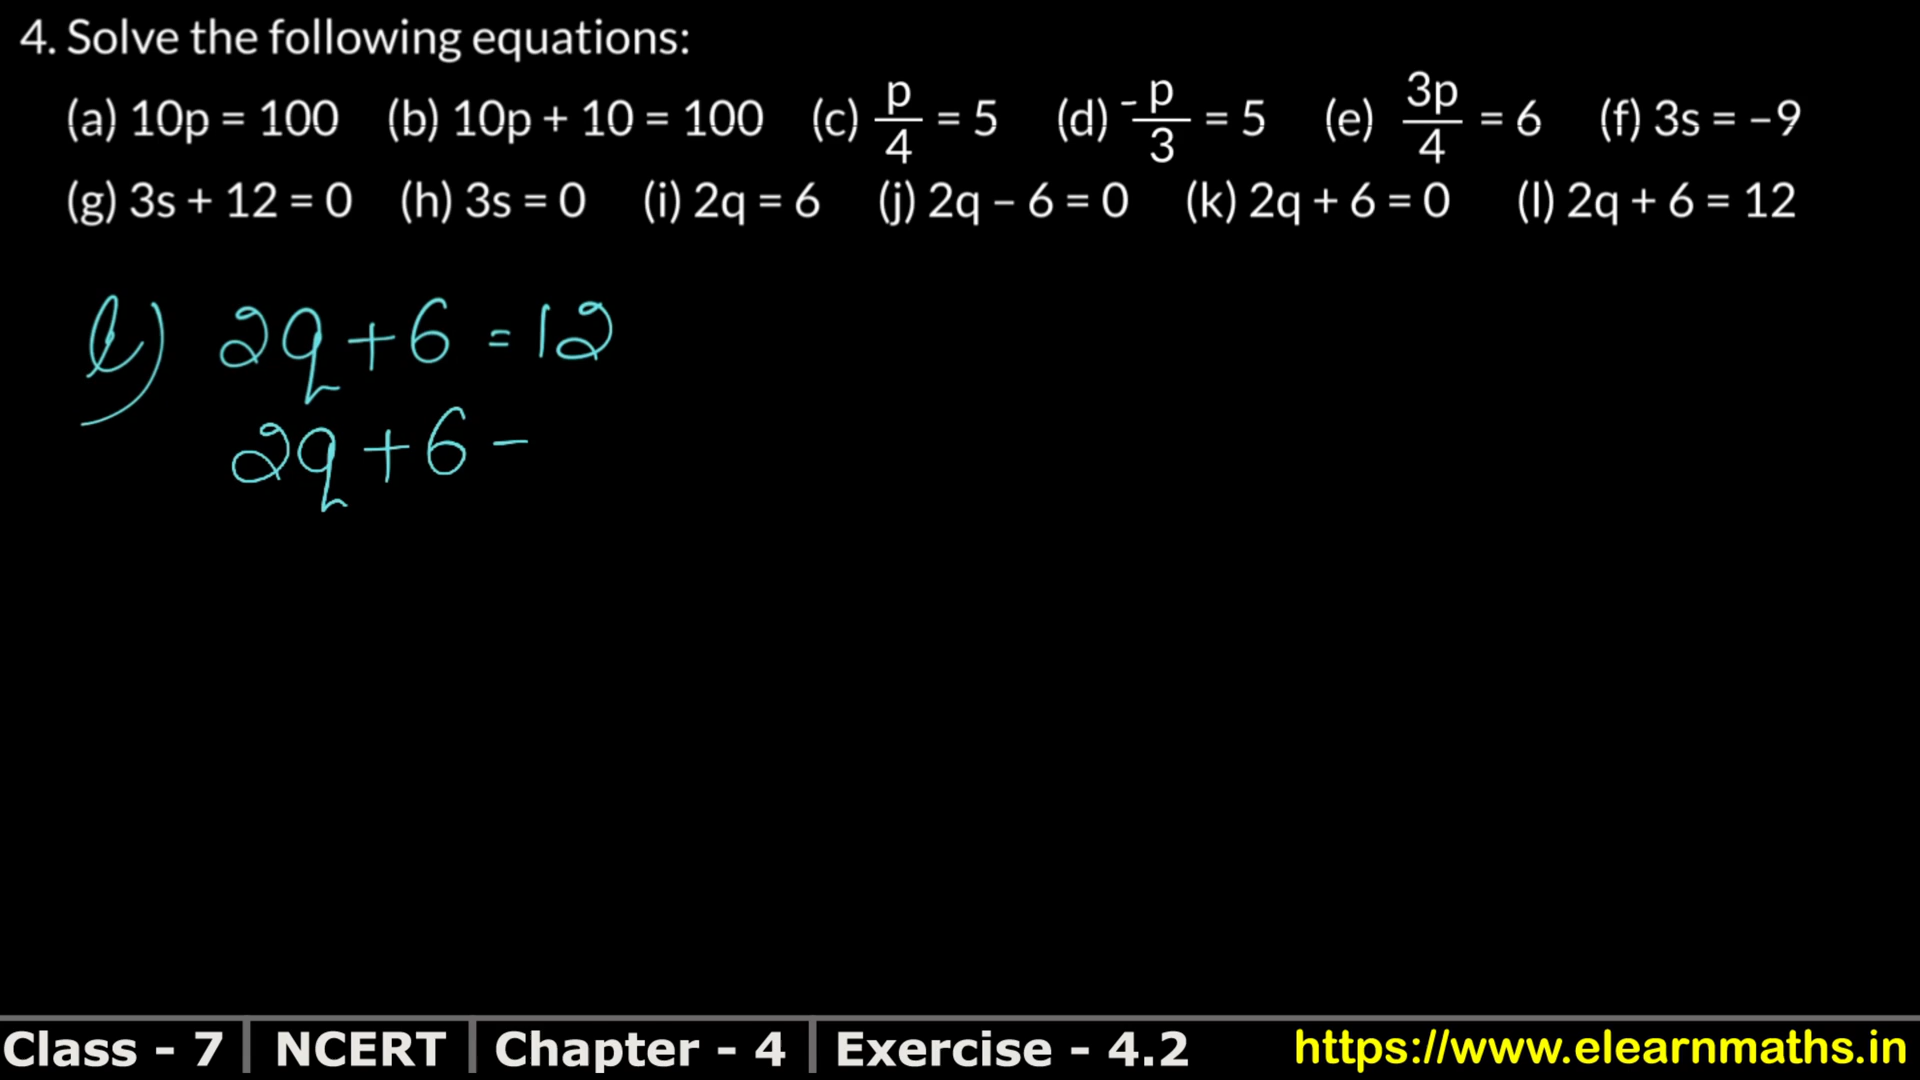 4. Solve the following equations:
(a) 10p = 100 (b) 10p + 10 = 100 (c) p/4 = 5 (d) -p/3 = 5 (e) 3p/4 = 6 (f) 3s = –9
(g) 3s + 12 = 0 (h) 3s = 0 (i) 2q = 6 (j) 2q – 6 = 0 (k) 2q + 6 = 0 (l) 2q + 6 = 12
l) 2q + 6 = 12
2q + 6 -
Class - 7 | NCERT | Chapter - 4 | Exercise - 4.2 https://www.elearnmaths.in